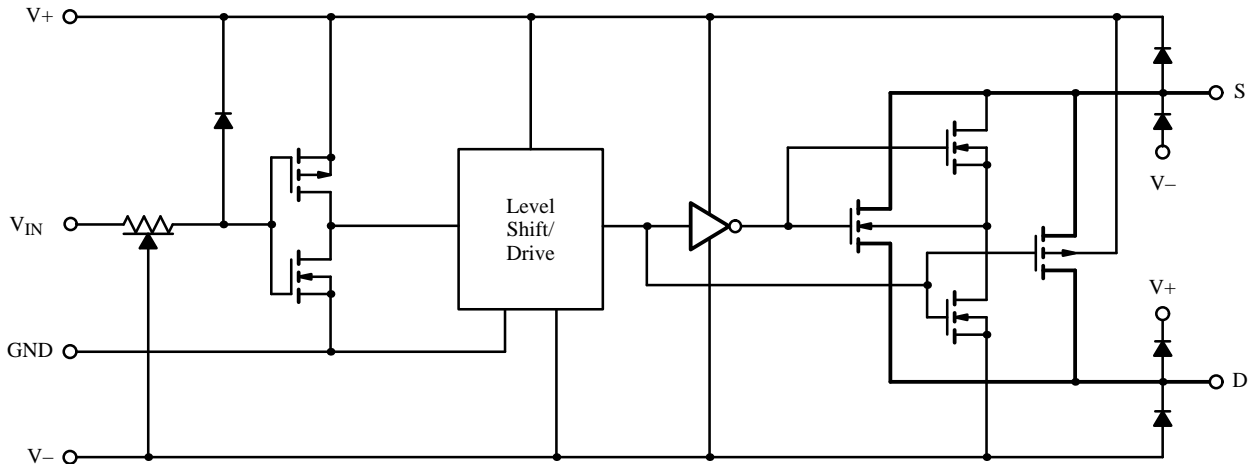 V+
S
V–
V_IN
Level
Shift/
Drive
V+
GND
D
V–